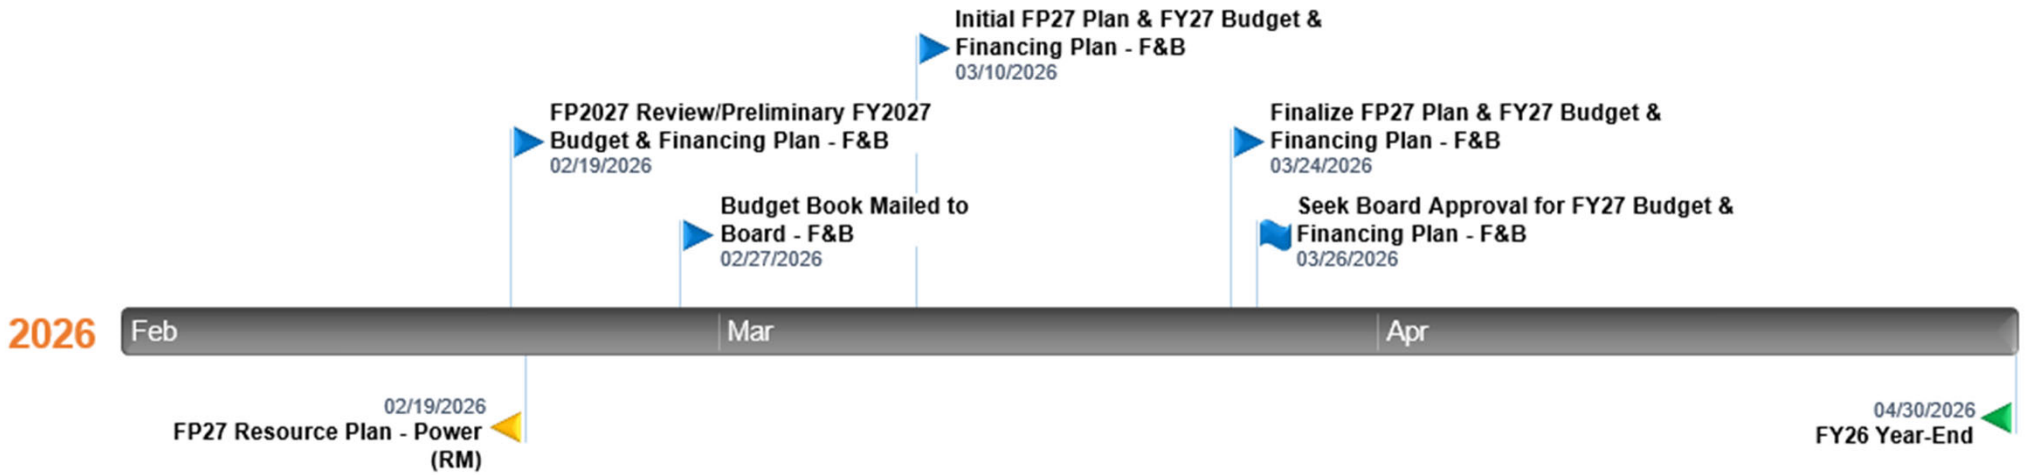 Initial FP27 Plan & FY27 Budget &
Financing Plan - F&B
03/10/2026
FP2027 Review/Preliminary FY2027
Budget & Financing Plan - F&B
02/19/2026
Finalize FP27 Plan & FY27 Budget &
Financing Plan - F&B
03/24/2026
Budget Book Mailed to
Board - F&B
02/27/2026
Seek Board Approval for FY27 Budget &
Financing Plan - F&B
03/26/2026
2026
Feb
Mar
Apr
02/19/2026
FP27 Resource Plan - Power
(RM)
04/30/2026
FY26 Year-End